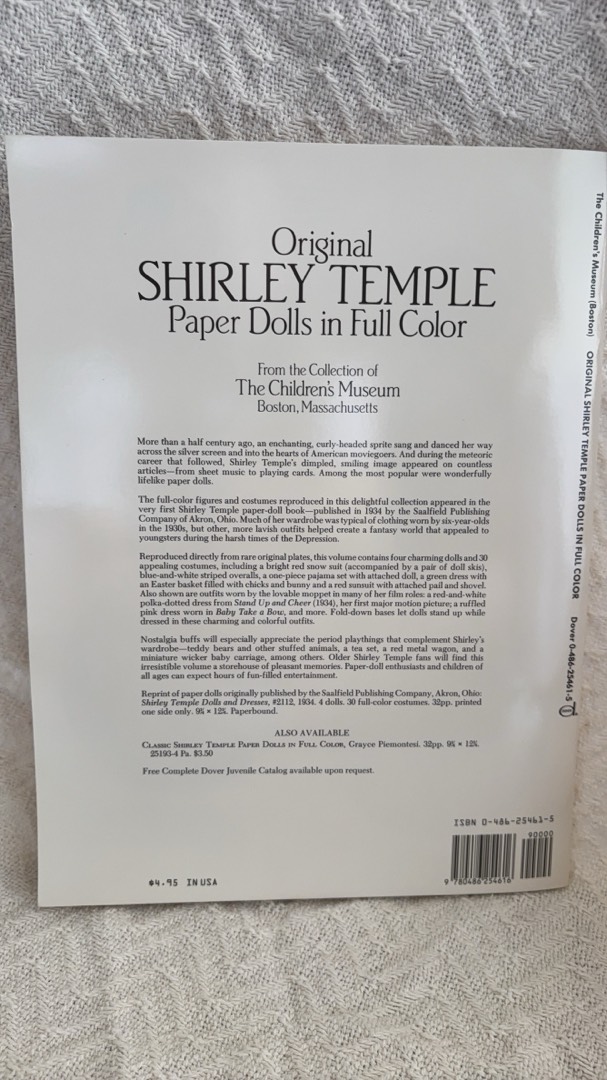 Original
SHIRLEY TEMPLE
Paper Dolls in Full Color
From the Collection of
The Children's Museum
Boston, Massachusetts
More than a half century ago, an enchanting, curly-headed sprite sang and danced her way
across the silver screen and into the hearts of American moviegoers. And during the meteoric
career that followed, Shirley Temple's dimpled, smiling image appeared on countless
articles—from sheet music to playing cards. Among the most popular were wonderfully
lifelike paper dolls.
The full-color figures and costumes reproduced in this delightful collection appeared in the
very first Shirley Temple paper-doll book—published in 1934 by the Saalfield Publishing
Company of Akron, Ohio. Much of her wardrobe was typical of clothing worn by six-year-olds
in the 1930s, but other, more lavish outfits helped create a fantasy world that appealed to
youngsters during the harsh times of the Depression.
Reproduced directly from rare original plates, this volume contains four charming dolls and 30
appealing costumes, including a bright red snow suit (accompanied by a pair of doll skis),
blue-and-white striped overalls, a one-piece pajama set with attached doll, a green dress with
an Easter basket filled with chicks and bunny and a red sunsuit with attached pail and shovel.
Also shown are outfits worn by the lovable moppet in many of her film roles: a red-and-white
polka-dotted dress from Stand Up and Cheer (1934), her first major motion picture; a ruffled
pink dress worn in Baby Take a Bow, and more. Fold-down bases let dolls stand up while
dressed in these charming and colorful outfits.
Nostalgia buffs will especially appreciate the period playthings that complement Shirley's
wardrobe—teddy bears and other stuffed animals, a tea set, a red metal wagon, and a
miniature wicker baby carriage, among others. Older Shirley Temple fans will find this
irresistible volume a storehouse of pleasant memories. Paper-doll enthusiasts and children of
all ages can expect hours of fun-filled entertainment.
Reprint of paper dolls originally published by the Saalfield Publishing Company, Akron, Ohio:
Shirley Temple Dolls and Dresses, #2112, 1934. 4 dolls. 30 full-color costumes. 32pp. printed
one side only. 9¼ × 12¼. Paperbound.
ALSO AVAILABLE
CLASSIC SHIRLEY TEMPLE PAPER DOLLS IN FULL COLOR, Grayce Piemontesi. 32pp. 9¼ × 12¼.
25193-4 Pa. $3.50
Free Complete Dover Juvenile Catalog available upon request.
$4.95 IN USA
ISBN 0-486-25461-5
90000
9 780486 254616
The Children's Museum (Boston) ORIGINAL SHIRLEY TEMPLE PAPER DOLLS IN FULL COLOR Dover 0-486-25461-5